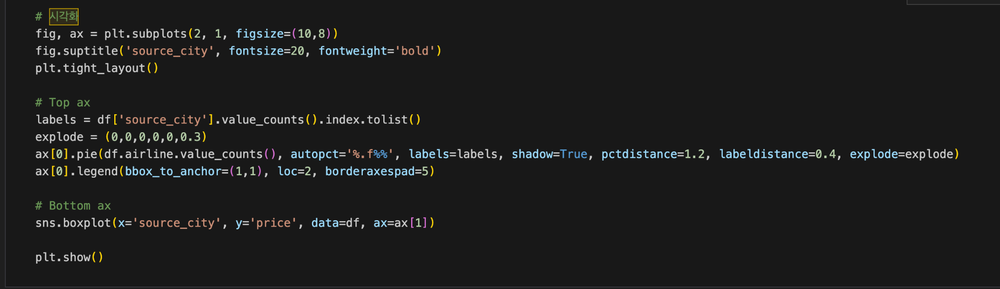 # 시각화
fig, ax = plt.subplots(2, 1, figsize=(10,8))
fig.suptitle('source_city', fontsize=20, fontweight='bold')
plt.tight_layout()
# Top ax
labels = df['source_city'].value_counts().index.tolist()
explode = (0,0,0,0,0,0.3)
ax[0].pie(df.airline.value_counts(), autopct='%.f%%', labels=labels, shadow=True, pctdistance=1.2, labeldistance=0.4, explode=explode)
ax[0].legend(bbox_to_anchor=(1,1), loc=2, borderaxespad=5)
# Bottom ax
sns.boxplot(x='source_city', y='price', data=df, ax=ax[1])
plt.show()